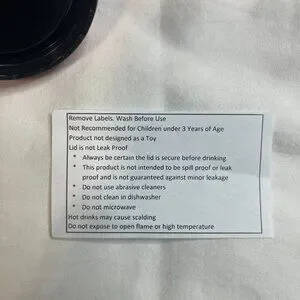 Remove Labels. Wash Before Use
Not Recommended for Children under 3 Years of Age
Product not designed as a Toy
Lid is not Leak Proof
* Always be certain the lid is secure before drinking
* This product is not intended to be spill proof or leak
proof and is not guaranteed against minor leakage
* Do not use abrasive cleaners
* Do not clean in dishwasher
* Do not microwave
Hot drinks may cause scalding
Do not expose to open flame or high temperature